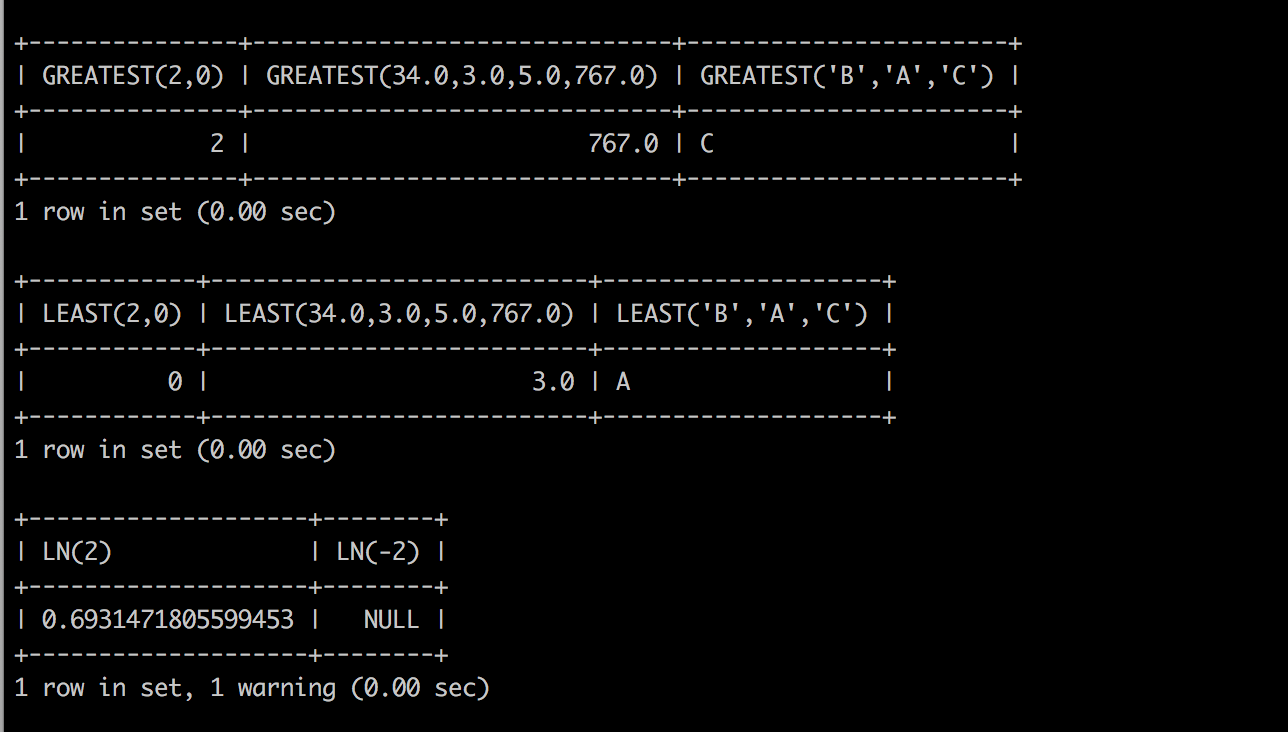 +---------------+------------------------------+-----------------------+
| GREATEST(2,0) | GREATEST(34.0,3.0,5.0,767.0) | GREATEST('B','A','C') |
+---------------+------------------------------+-----------------------+
|             2 |                        767.0 | C                     |
+---------------+------------------------------+-----------------------+
1 row in set (0.00 sec)

+------------+---------------------------+--------------------+
| LEAST(2,0) | LEAST(34.0,3.0,5.0,767.0) | LEAST('B','A','C') |
+------------+---------------------------+--------------------+
|          0 |                       3.0 | A                  |
+------------+---------------------------+--------------------+
1 row in set (0.00 sec)

+--------------------+--------+
| LN(2)              | LN(-2) |
+--------------------+--------+
| 0.6931471805599453 |   NULL |
+--------------------+--------+
1 row in set, 1 warning (0.00 sec)